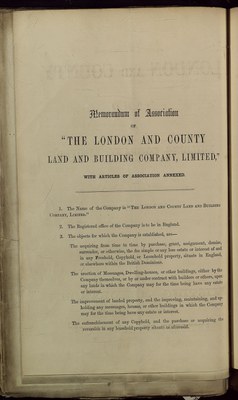 Memorandum of Association
OF
"THE LONDON AND COUNTY
LAND AND BUILDING COMPANY, LIMITED,"
WITH ARTICLES OF ASSOCIATION ANNEXED.
1. The Name of the Company is "The London and County Land and Building
Company, Limited."
2. The Registered office of the Company is to be in England.
3. The objects for which the Company is established, are—
The acquiring from time to time by purchase, grant, assignment, demise,
surrender, or otherwise, the fee simple or any less estate or interest of and
in any Freehold, Copyhold, or Leasehold property, situate in England,
or elsewhere within the British Dominions.
The erection of Messuages, Dwelling-houses, or other buildings, either by the
Company themselves, or by or under contract with builders or others, upon
any lands in which the Company may for the time being have any estate
or interest.
The improvement of landed property, and the improving, maintaining, and up-
holding any messuages, houses, or other buildings in which the Company
may for the time being have any estate or interest.
The enfranchisement of any Copyhold, and the purchase or acquiring the
reversion in any leasehold property situate as aforesaid.